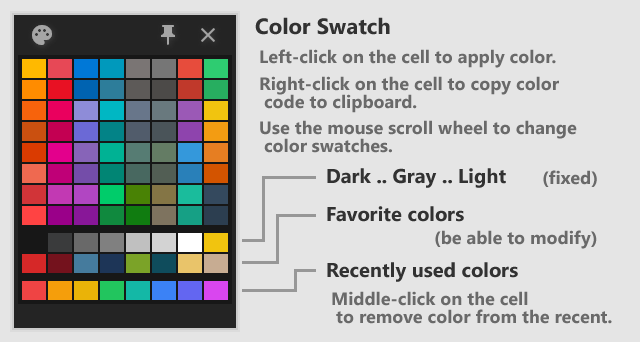 Color Swatch
Left-click on the cell to apply color.
Right-click on the cell to copy color
code to clipboard.
Use the mouse scroll wheel to change
color swatches.
Dark .. Gray .. Light (fixed)
Favorite colors
(be able to modify)
Recently used colors
Middle-click on the cell
to remove color from the recent.